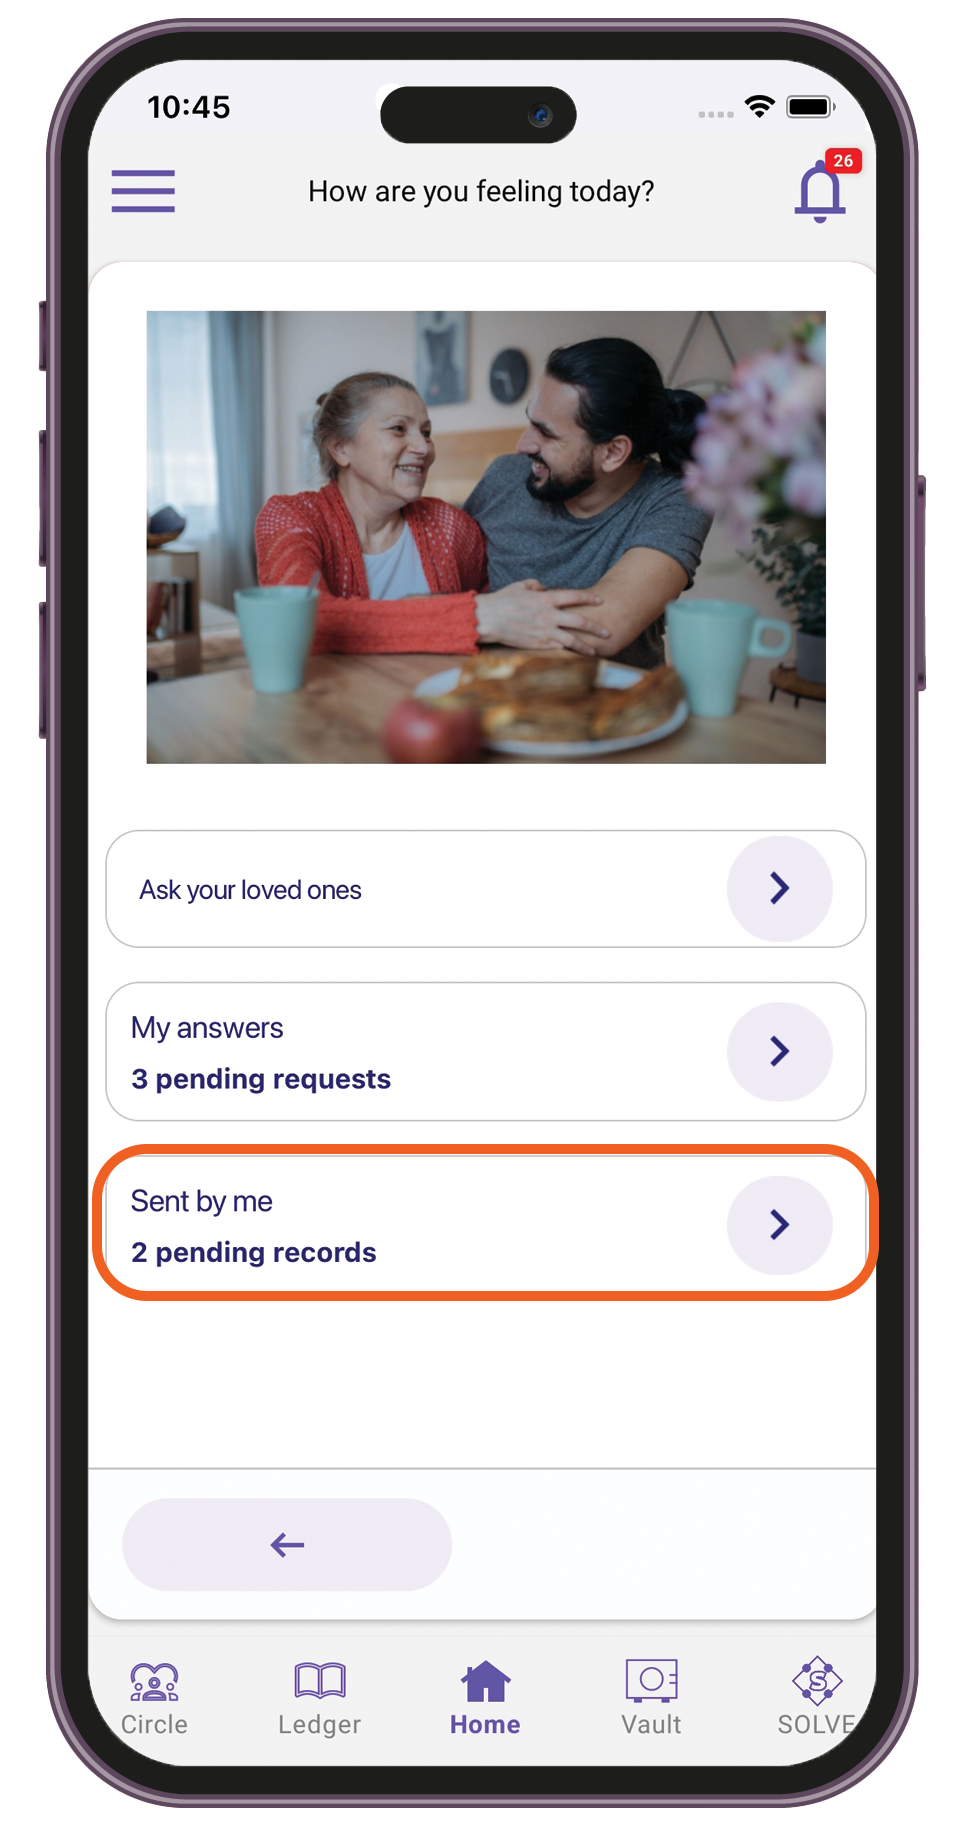 10:45
How are you feeling today?
26
Ask your loved ones
My answers
3 pending requests
Sent by me
2 pending records
Circle
Ledger
Home
Vault
SOLVE
S